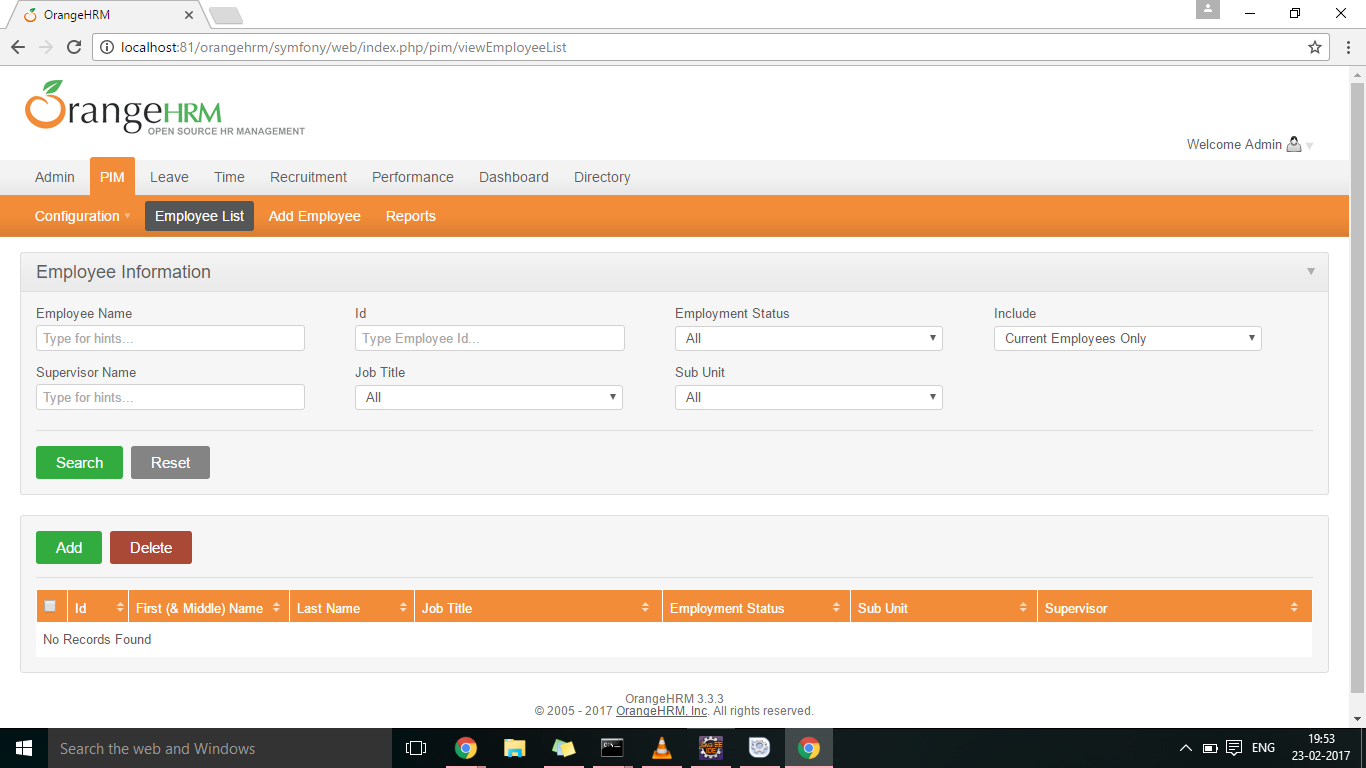 OrangeHRM
localhost:81/orangehrm/symfony/web/index.php/pim/viewEmployeeList
OrangeHRM
OPEN SOURCE HR MANAGEMENT
Welcome Admin
Admin PIM Leave Time Recruitment Performance Dashboard Directory
Configuration Employee List Add Employee Reports
Employee Information
Employee Name Id Employment Status Include
Type for hints... Type Employee Id... All Current Employees Only
Supervisor Name Job Title Sub Unit
Type for hints... All All
Search Reset
Add Delete
Id First (& Middle) Name Last Name Job Title Employment Status Sub Unit Supervisor
No Records Found
OrangeHRM 3.3.3
© 2005 - 2017 OrangeHRM, Inc. All rights reserved.
Search the web and Windows
ENG
19:53
23-02-2017